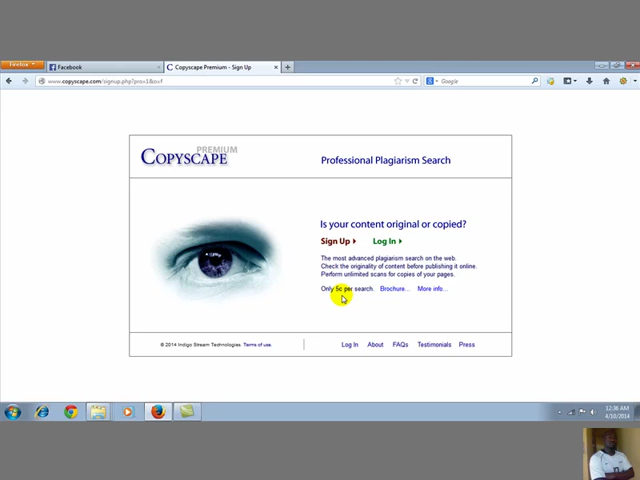 Firefox
Facebook
Copyscape Premium - Sign Up
www.copyscape.com/signup.php?pro=1&o=f
Google
PREMIUM
COPYSCAPE
Professional Plagiarism Search
Is your content original or copied?
Sign Up Log In
The most advanced plagiarism search on the web.
Check the originality of content before publishing it online.
Perform unlimited scans for copies of your pages.
Only 5c per search. Brochure... More info...
© 2014 Indigo Stream Technologies. Terms of use.
Log In About FAQs Testimonials Press
12:36 AM
4/10/2014